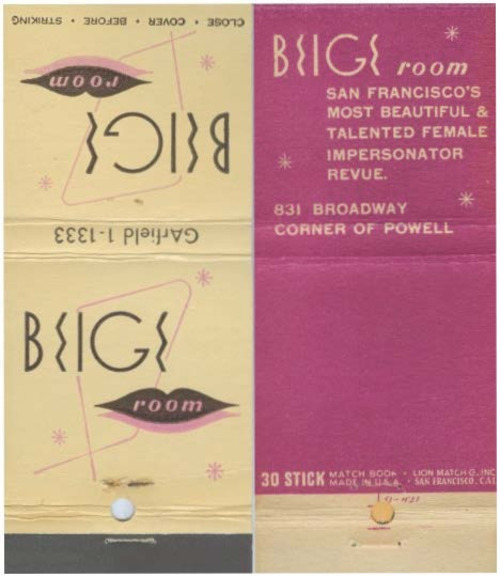 CLOSE • COVER • BEFORE • STRIKING
room
BEIGE
GArfield 1-1333
BEIGE
room
BEIGE room
SAN FRANCISCO'S
MOST BEAUTIFUL &
TALENTED FEMALE
IMPERSONATOR
REVUE.
831 BROADWAY
CORNER OF POWELL
30 STICK MATCH BOOK • LION MATCH CO., INC
MADE IN U.S.A. • SAN FRANCISCO, CAL